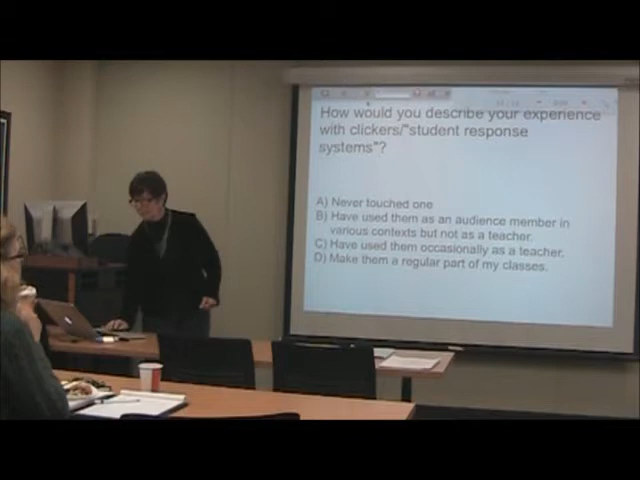 How would you describe your experience
with clickers/"student response
systems"?
A) Never touched one
B) Have used them as an audience member in
various contexts but not as a teacher.
C) Have used them occasionally as a teacher.
D) Make them a regular part of my classes.